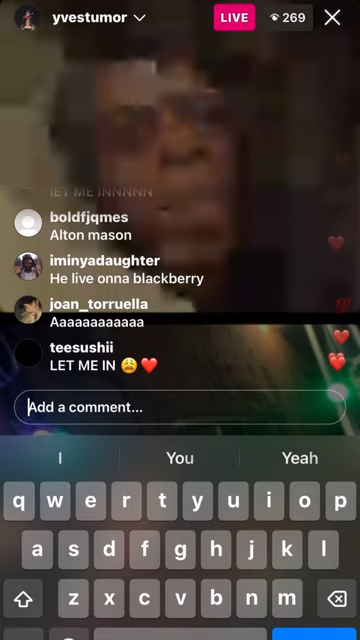 yvestumor
LIVE
269
LET ME INNNNN
boldfjqmes
Alton mason
iminyadaughter
He live onna blackberry
joan_torruella
Aaaaaaaaaaaa
teesushii
LET ME IN 😩❤️
Add a comment...
I You Yeah
q w e r t y u i o p
a s d f g h j k l
z x c v b n m